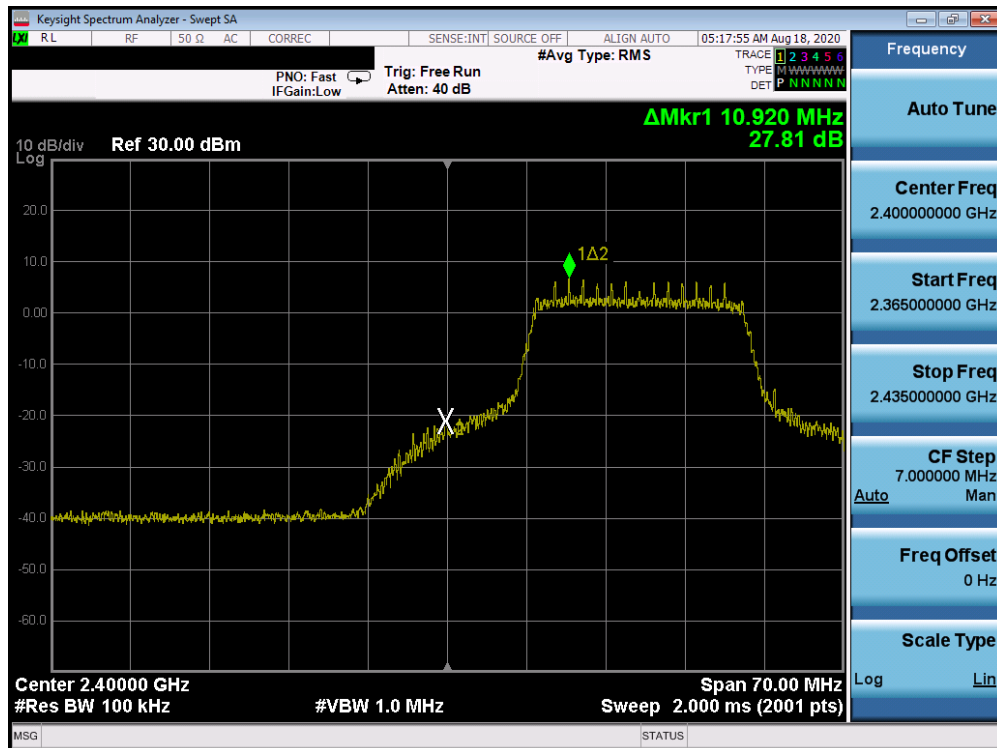 Keysight Spectrum Analyzer - Swept SA
LXI RL RF 50 Ω AC CORREC SENSE:INT SOURCE OFF ALIGN AUTO 05:17:55 AM Aug 18, 2020
PNO: Fast
IFGain:Low
Trig: Free Run
Atten: 40 dB
#Avg Type: RMS
TRACE 1 2 3 4 5 6
TYPE M W W W W W
DET P N N N N N
ΔMkr1 10.920 MHz
27.81 dB
10 dB/div Ref 30.00 dBm
Log
20.0
10.0
0.00
-10.0
-20.0
-30.0
-40.0
-50.0
-60.0
1Δ2
X2
Center 2.40000 GHz Span 70.00 MHz
#Res BW 100 kHz #VBW 1.0 MHz Sweep 2.000 ms (2001 pts)
MSG STATUS
Frequency
Auto Tune
Center Freq
2.400000000 GHz
Start Freq
2.365000000 GHz
Stop Freq
2.435000000 GHz
CF Step
7.000000 MHz
Auto Man
Freq Offset
0 Hz
Scale Type
Log Lin